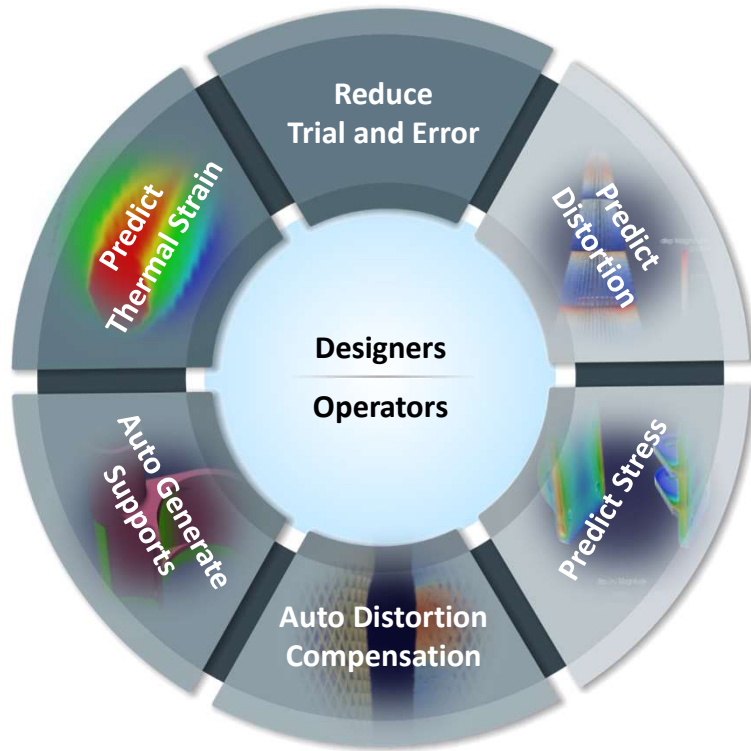 Reduce
Trial and Error
Predict
Distortion
Predict Stress
Auto Distortion
Compensation
Auto Generate
Supports
Predict
Thermal Strain
Designers
Operators